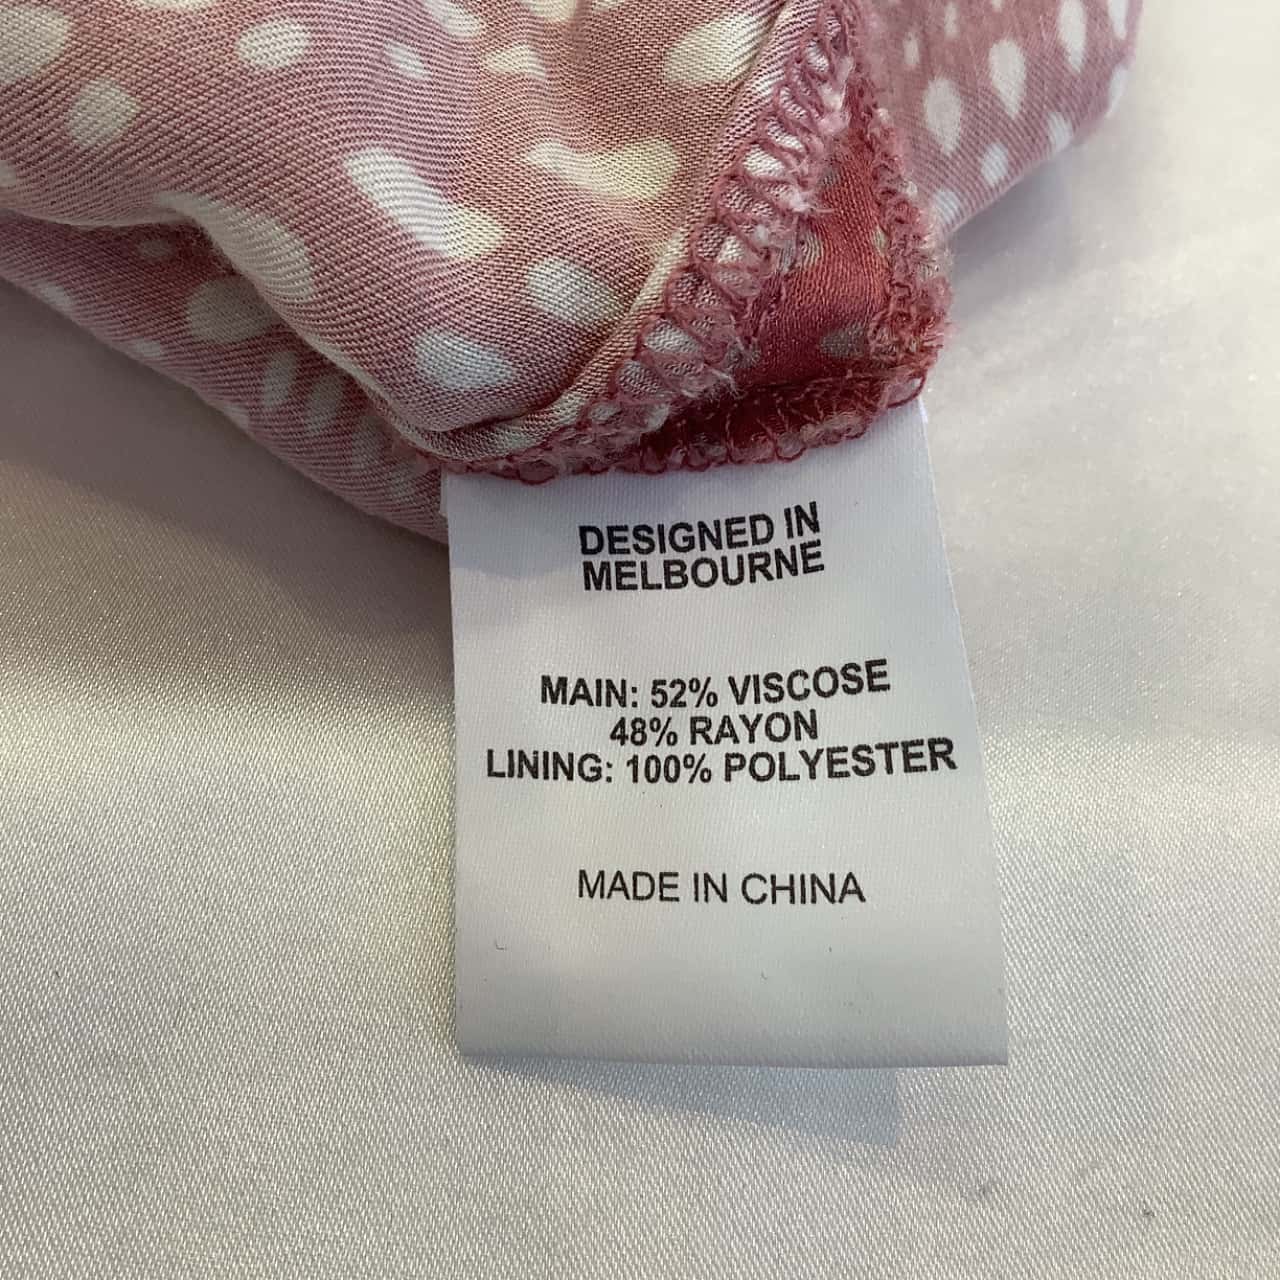 DESIGNED IN
MELBOURNE
MAIN: 52% VISCOSE
48% RAYON
LINING: 100% POLYESTER
MADE IN CHINA